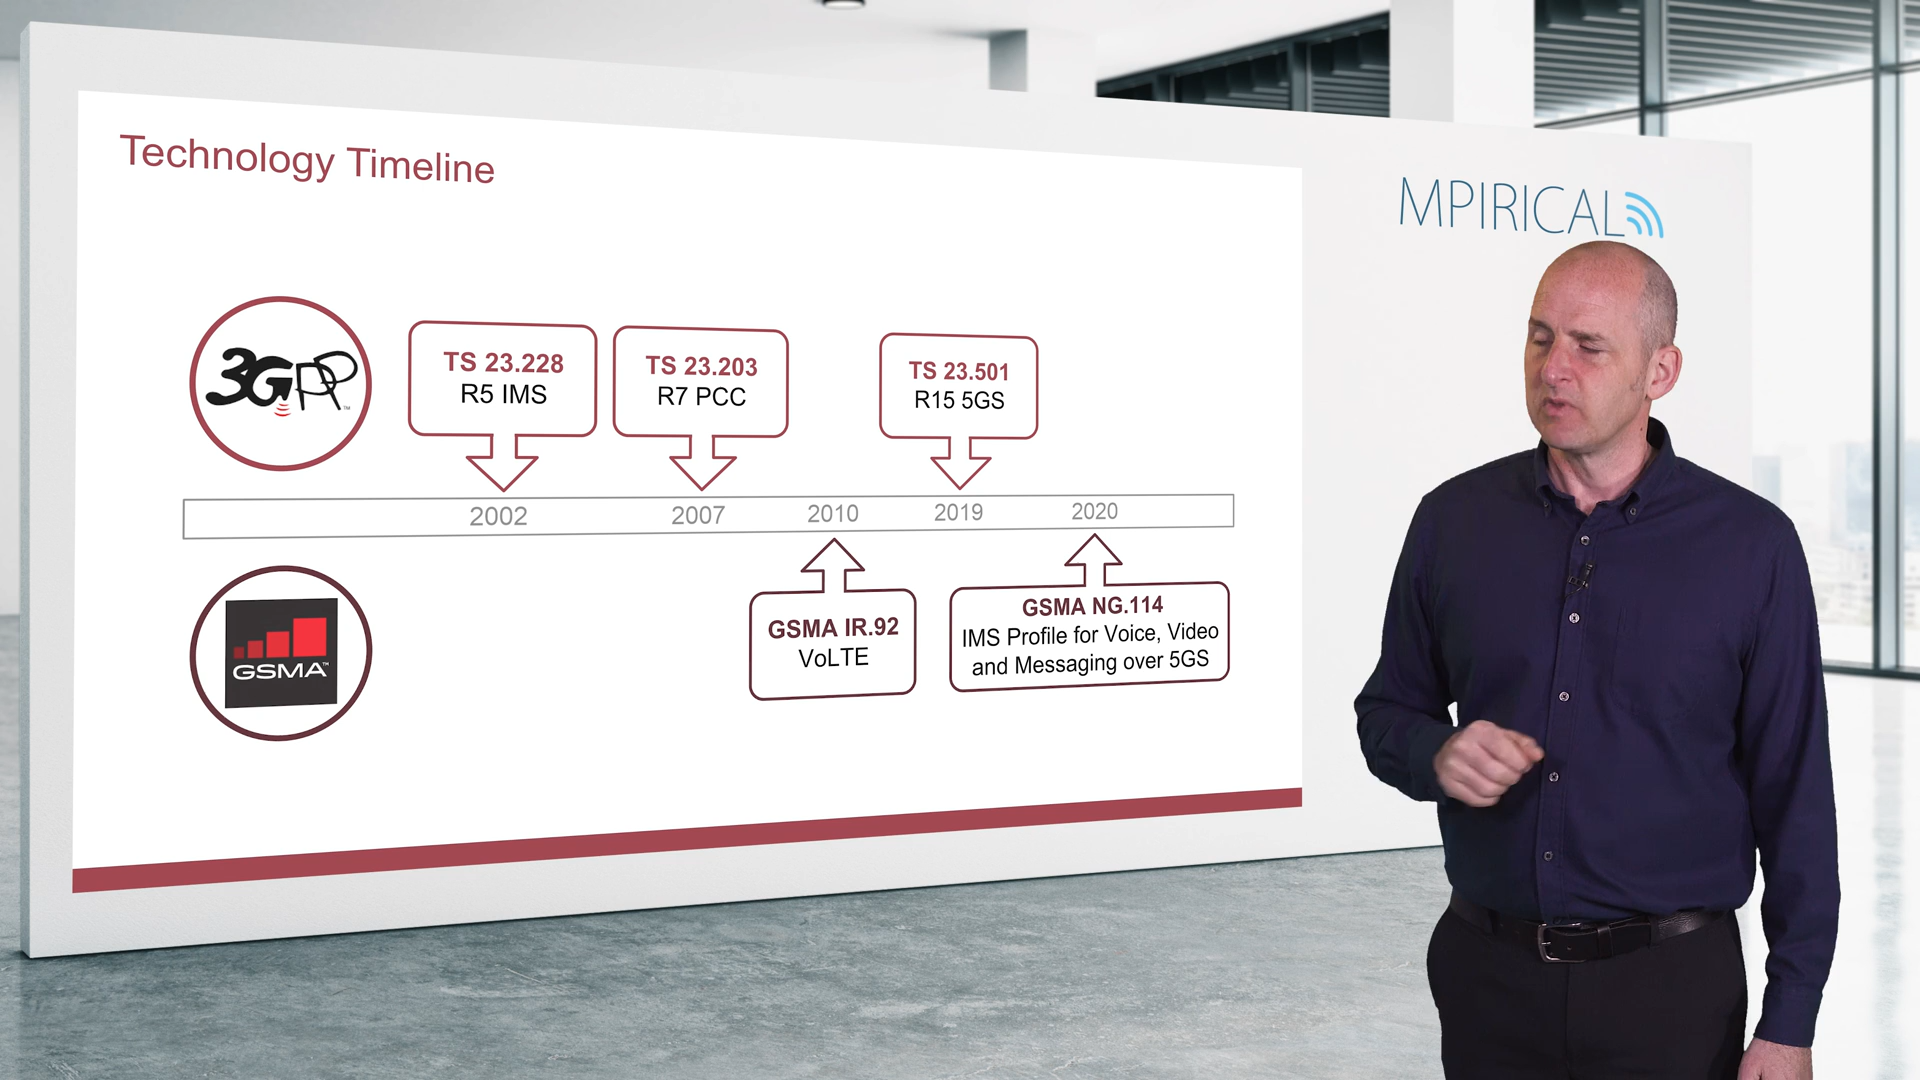 Technology Timeline
MPIRICAL
3GPP™
TS 23.228
R5 IMS
TS 23.203
R7 PCC
TS 23.501
R15 5GS
2002
2007
2010
2019
2020
GSMA™
GSMA IR.92
VoLTE
GSMA NG.114
IMS Profile for Voice, Video
and Messaging over 5GS